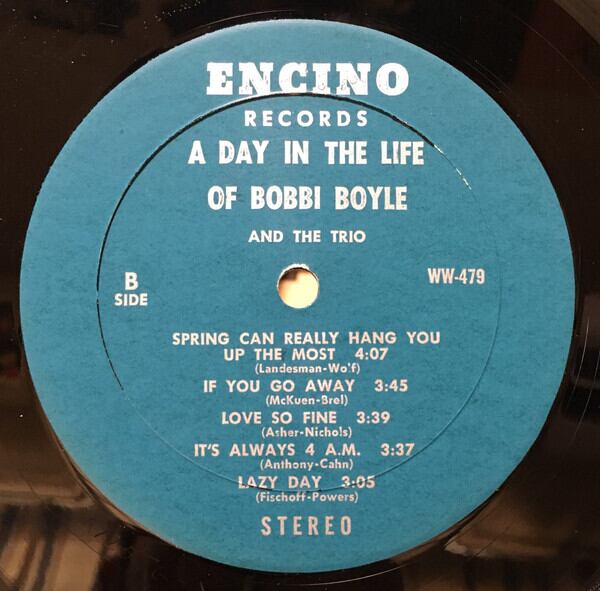 ENCINO
RECORDS
A DAY IN THE LIFE
OF BOBBI BOYLE
AND THE TRIO
B
SIDE
WW-479
SPRING CAN REALLY HANG YOU
UP THE MOST 4:07
(Landesman-Wolf)
IF YOU GO AWAY 3:45
(McKuen-Brel)
LOVE SO FINE 3:39
(Asher-Nichols)
IT'S ALWAYS 4 A.M. 3:37
(Anthony-Cahn)
LAZY DAY 3:05
(Fischoff-Powers)
STEREO